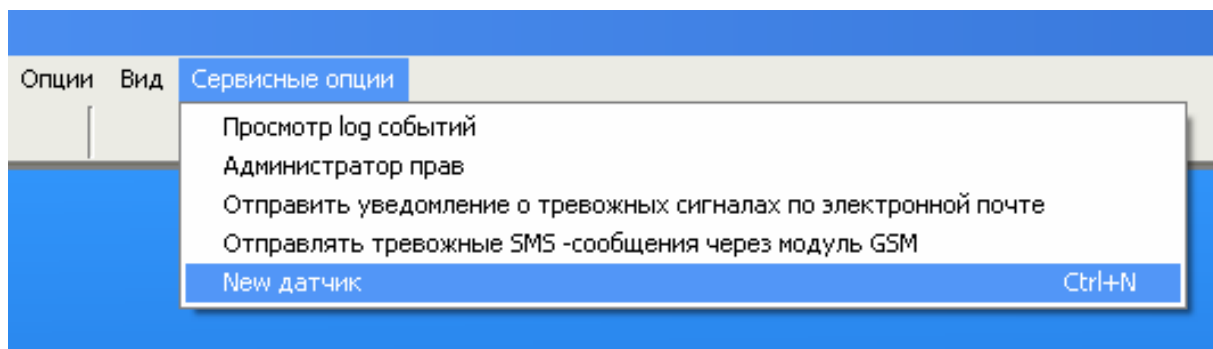 Опции Вид Сервисные опции
Просмотр log событий
Администратор прав
Отправить уведомление о тревожных сигналах по электронной почте
Отправлять тревожные SMS -сообщения через модуль GSM
New датчик Ctrl+N